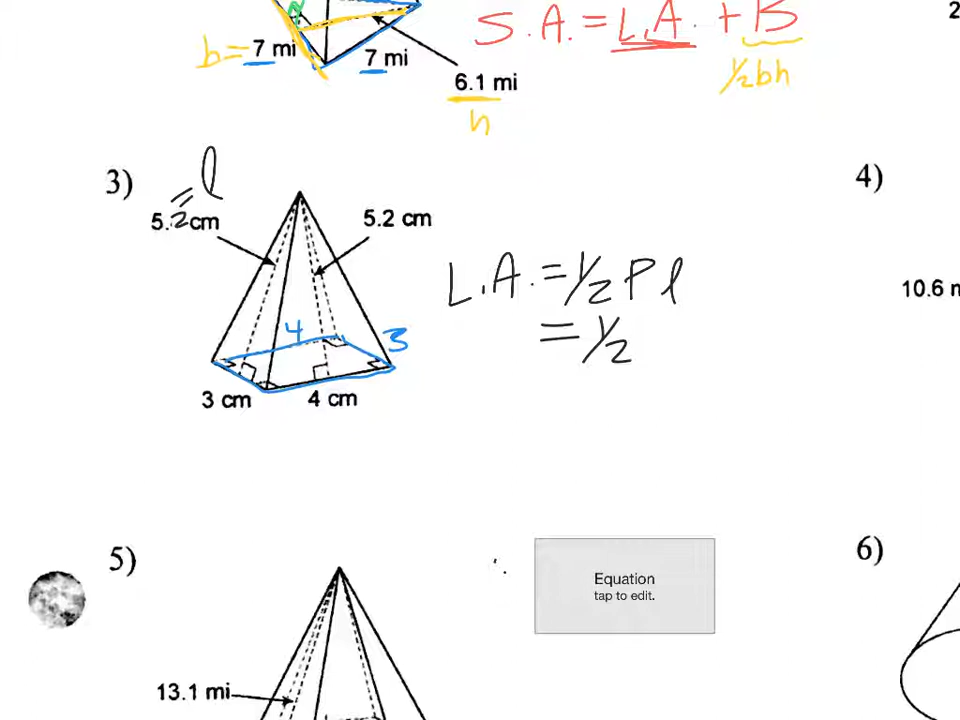 S.A. = L.A. + B
b = 7 mi
7 mi
6.1 mi
h
1/2bh
2
3)
= l
5.2 cm
5.2 cm
4
3
3 cm
4 cm
L.A. = 1/2 P l
= 1/2
4)
10.6 m
5)
Equation
tap to edit.
6)
13.1 mi